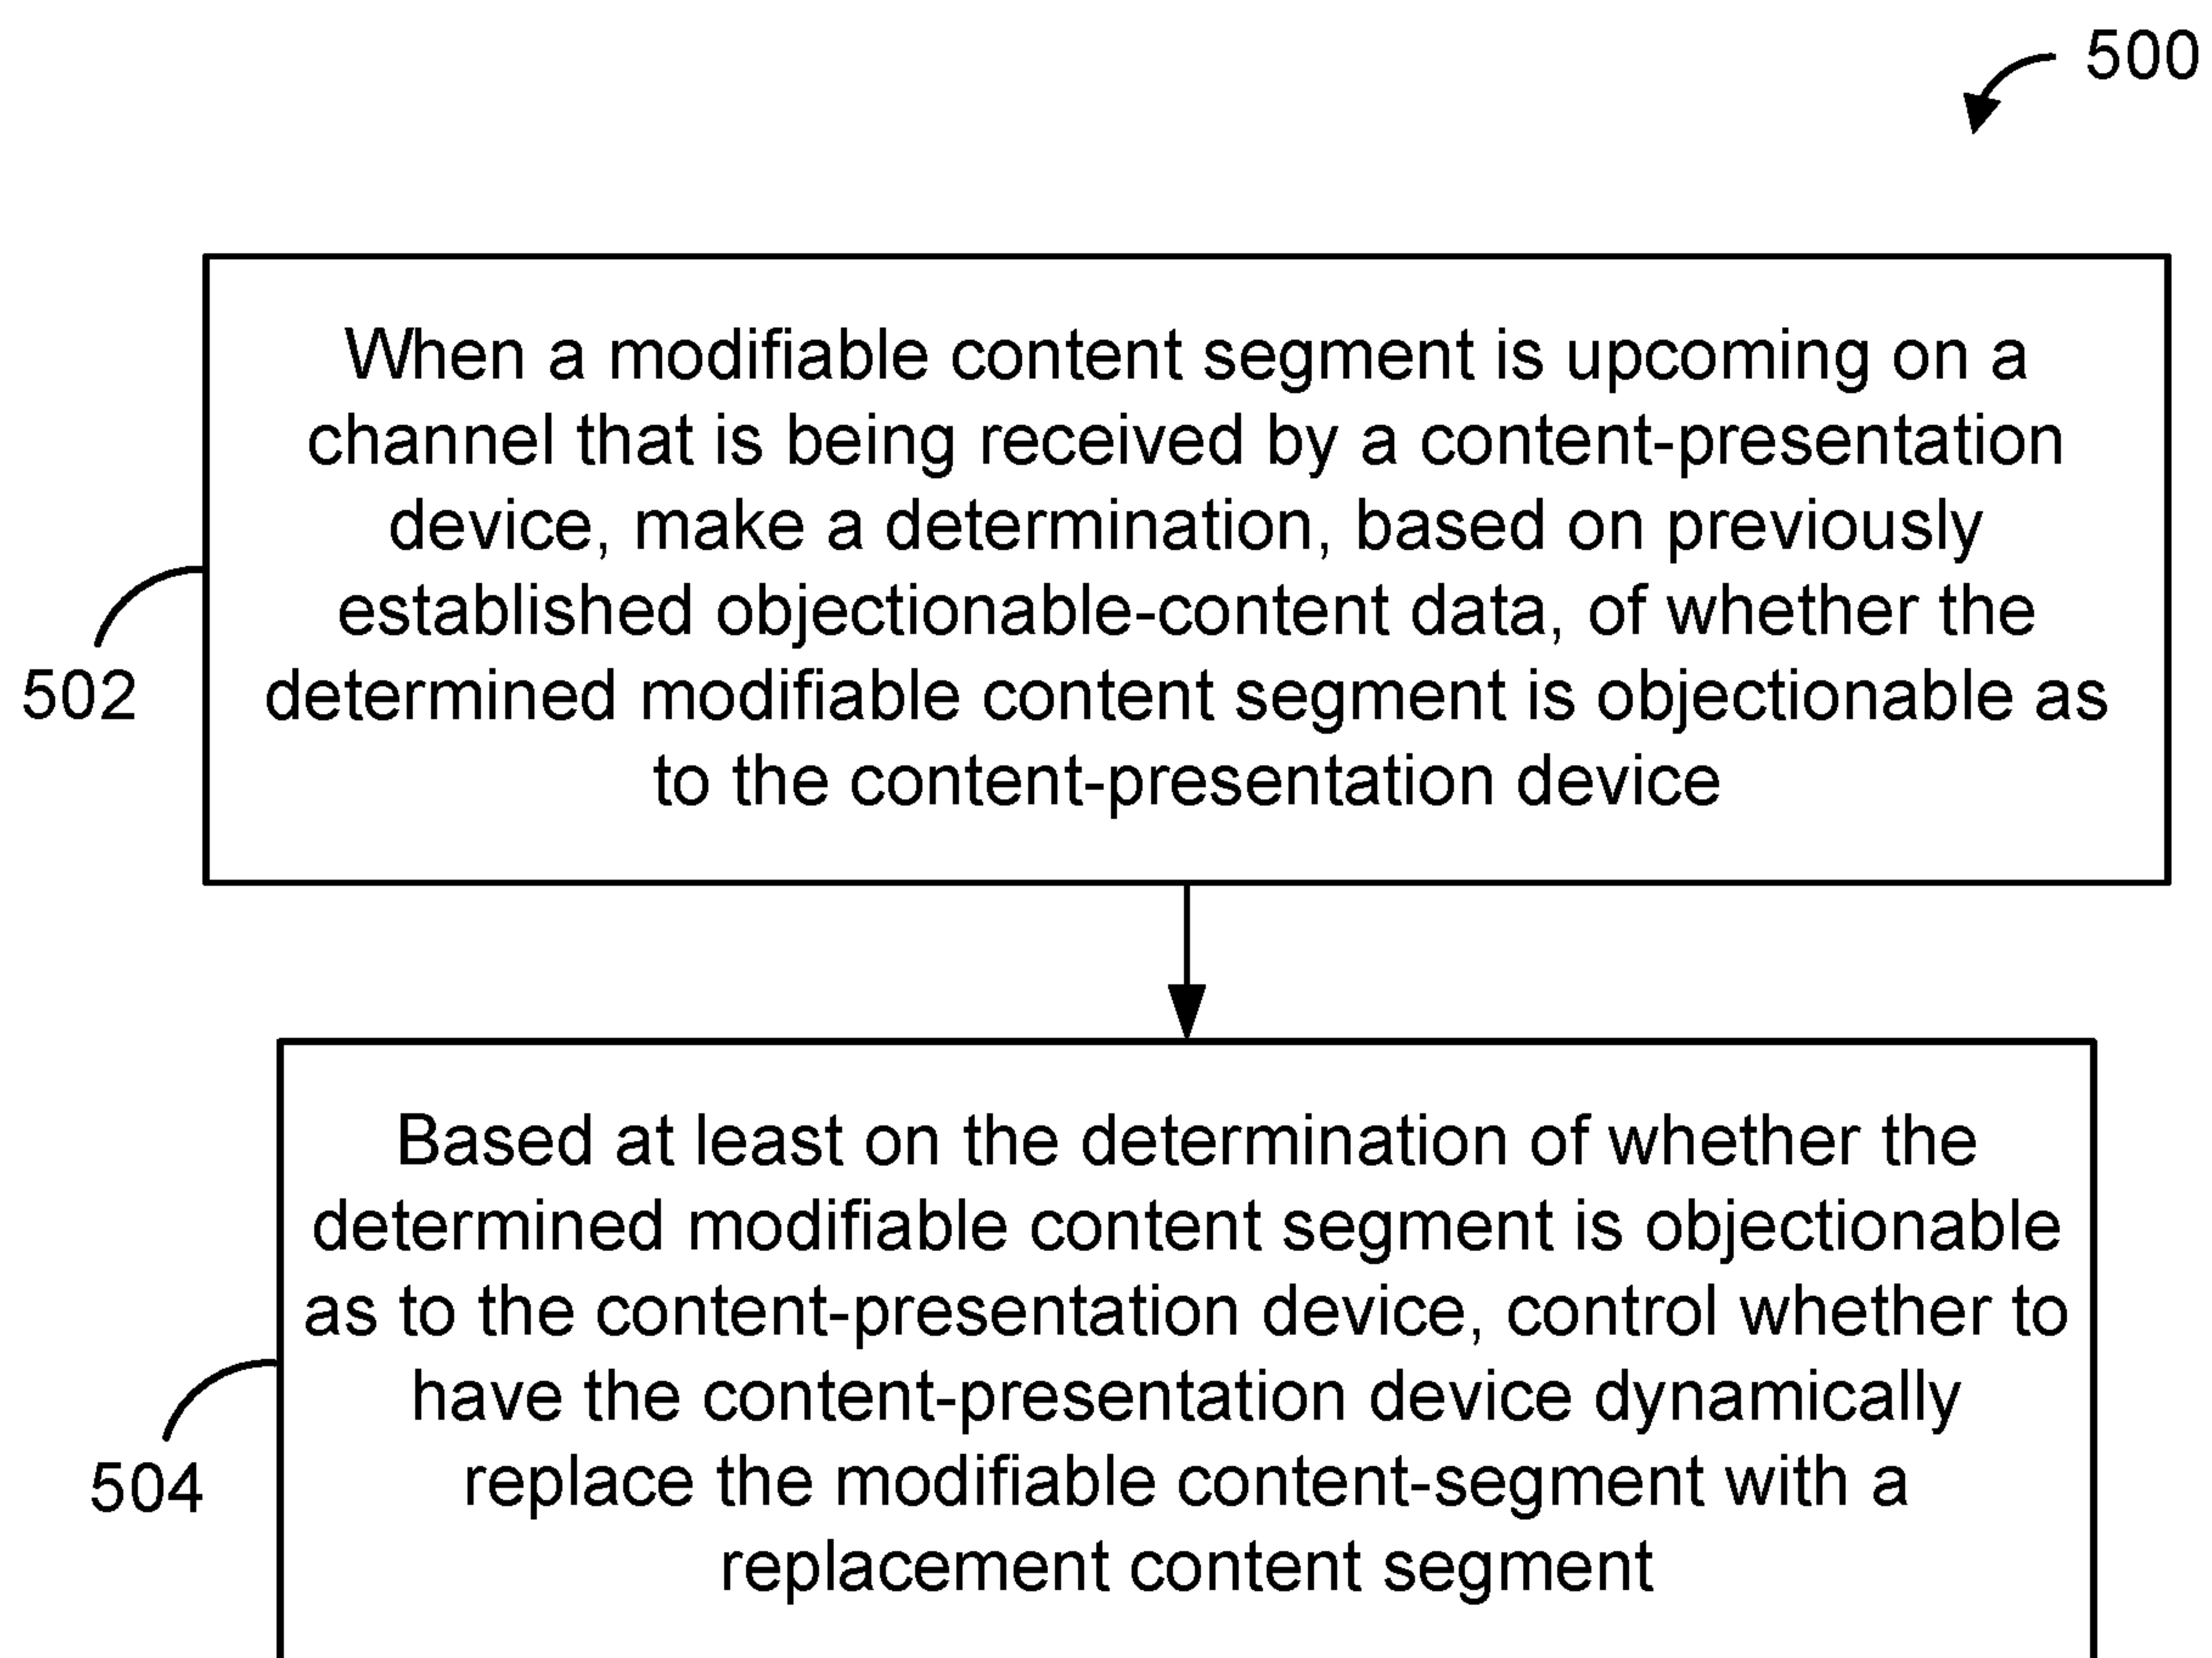 500
When a modifiable content segment is upcoming on a
channel that is being received by a content-presentation
device, make a determination, based on previously
established objectionable-content data, of whether the
determined modifiable content segment is objectionable as
to the content-presentation device
502
Based at least on the determination of whether the
determined modifiable content segment is objectionable
as to the content-presentation device, control whether to
have the content-presentation device dynamically
replace the modifiable content-segment with a
replacement content segment
504